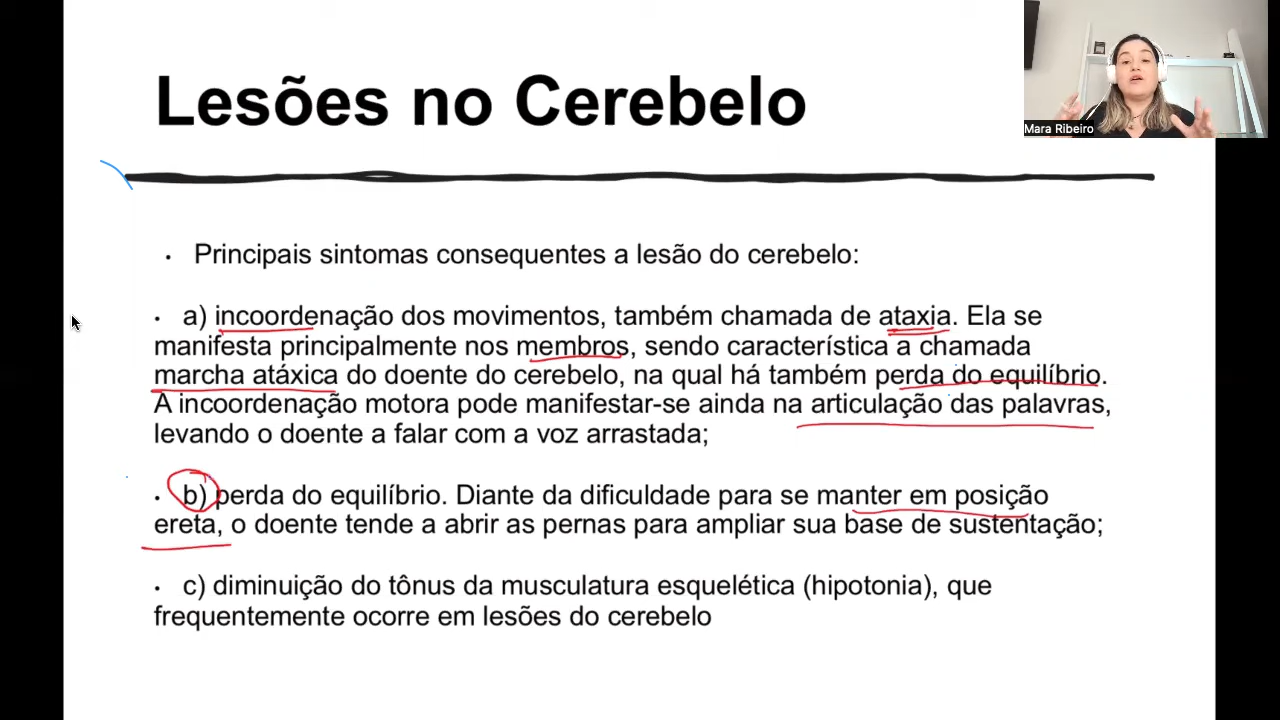 Lesões no Cerebelo
Mara Ribeiro
• Principais sintomas consequentes a lesão do cerebelo:
• a) incoordenação dos movimentos, também chamada de ataxia. Ela se
manifesta principalmente nos membros, sendo característica a chamada
marcha atáxica do doente do cerebelo, na qual há também perda do equilíbrio.
A incoordenação motora pode manifestar-se ainda na articulação das palavras,
levando o doente a falar com a voz arrastada;
• b) perda do equilíbrio. Diante da dificuldade para se manter em posição
ereta, o doente tende a abrir as pernas para ampliar sua base de sustentação;
• c) diminuição do tônus da musculatura esquelética (hipotonia), que
frequentemente ocorre em lesões do cerebelo